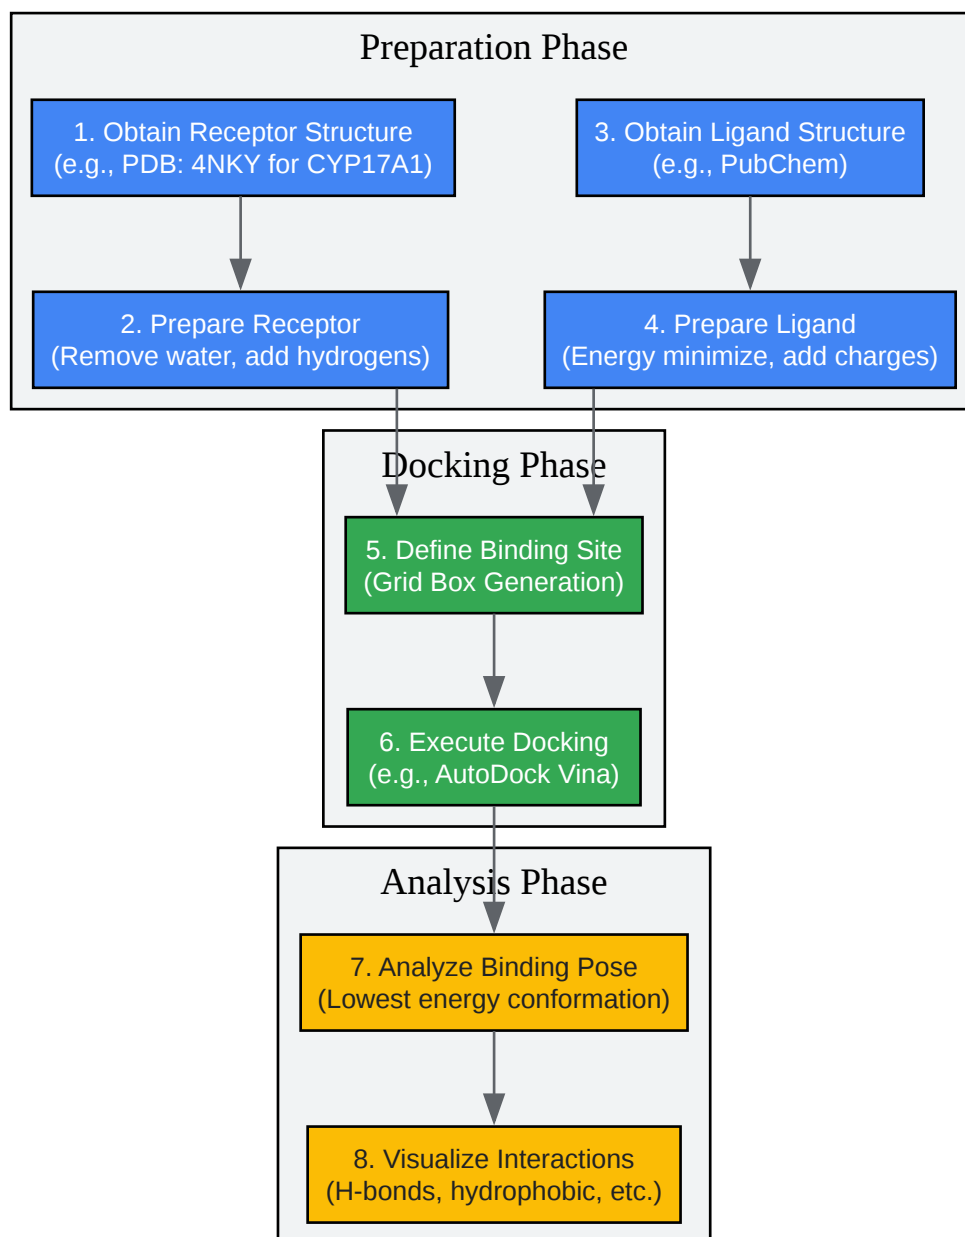 Preparation Phase
1. Obtain Receptor Structure
(e.g., PDB: 4NKY for CYP17A1)
3. Obtain Ligand Structure
(e.g., PubChem)
2. Prepare Receptor
(Remove water, add hydrogens)
4. Prepare Ligand
(Energy minimize, add charges)
Docking Phase
5. Define Binding Site
(Grid Box Generation)
6. Execute Docking
(e.g., AutoDock Vina)
Analysis Phase
7. Analyze Binding Pose
(Lowest energy conformation)
8. Visualize Interactions
(H-bonds, hydrophobic, etc.)